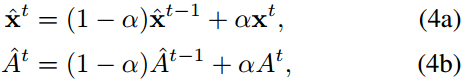 x̂ᵗ = (1 − α)x̂ᵗ⁻¹ + αxᵗ, (4a)
Âᵗ = (1 − α)Âᵗ⁻¹ + αAᵗ, (4b)